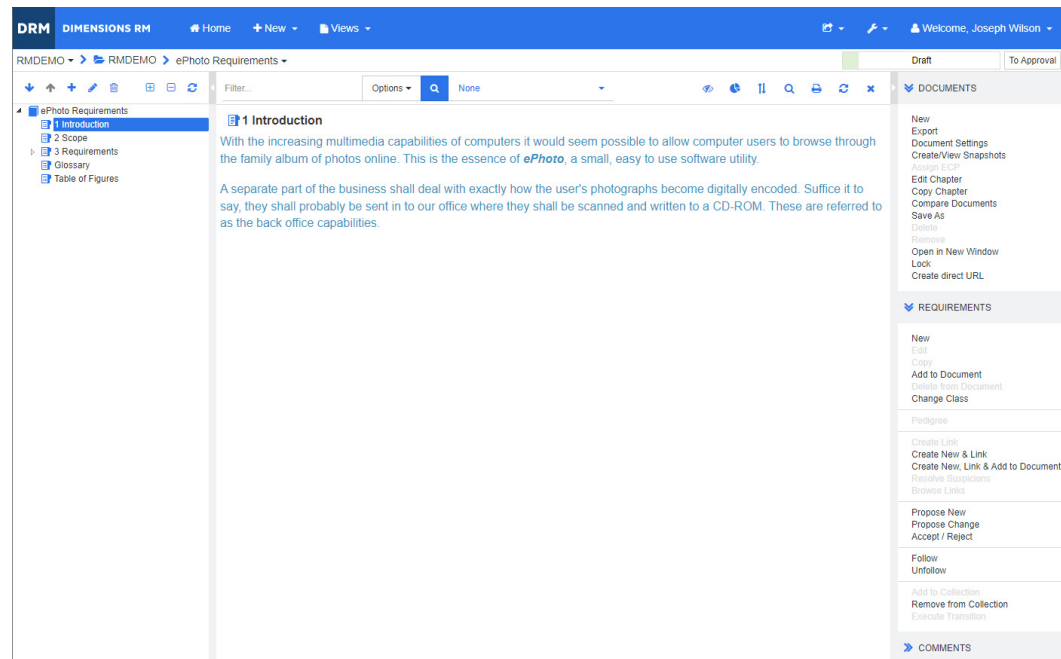 DRM DIMENSIONS RM Home New Views Welcome, Joseph Wilson
RMDEMO RMDEMO ePhoto Requirements Draft To Approval
Filter... Options None
ePhoto Requirements
1 Introduction
2 Scope
3 Requirements
Glossary
Table of Figures
1 Introduction
With the increasing multimedia capabilities of computers it would seem possible to allow computer users to browse through
the family album of photos online. This is the essence of ePhoto, a small, easy to use software utility.
A separate part of the business shall deal with exactly how the user's photographs become digitally encoded. Suffice it to
say, they shall probably be sent in to our office where they shall be scanned and written to a CD-ROM. These are referred to
as the back office capabilities.
DOCUMENTS
New
Export
Document Settings
Create/View Snapshots
Assign ECP
Edit Chapter
Copy Chapter
Compare Documents
Save As
Delete
Remove
Open in New Window
Lock
Create direct URL
REQUIREMENTS
New
Edit
Copy
Add to Document
Delete from Document
Change Class
Pedigree
Create Link
Create New & Link
Create New, Link & Add to Document
Resolve Suspicions
Browse Links
Propose New
Propose Change
Accept / Reject
Follow
Unfollow
Add to Collection
Remove from Collection
Execute Transition
COMMENTS